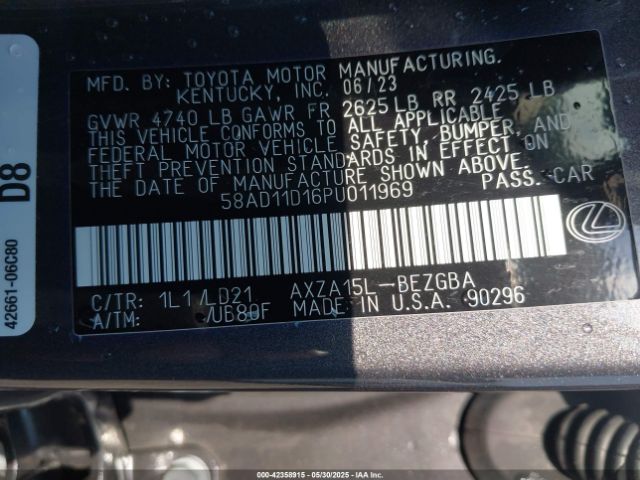 MFD. BY: TOYOTA MOTOR MANUFACTURING.
KENTUCKY, INC. 06/23
GVWR 4740 LB GAWR FR 2625 LB RR 2425 LB
THIS VEHICLE CONFORMS TO ALL APPLICABLE
FEDERAL MOTOR VEHICLE SAFETY, BUMPER, AND
THEFT PREVENTION STANDARDS IN EFFECT ON
THE DATE OF MANUFACTURE SHOWN ABOVE.
58AD11D16PU011969 PASS. CAR
C/TR: 1L1/LD21 AXZA15L-BEZGBA
A/TM: /UB80F MADE IN U.S.A. 90296
D8
42661-06C80
000-42358915 - 05/30/2025 - IAAI.COM